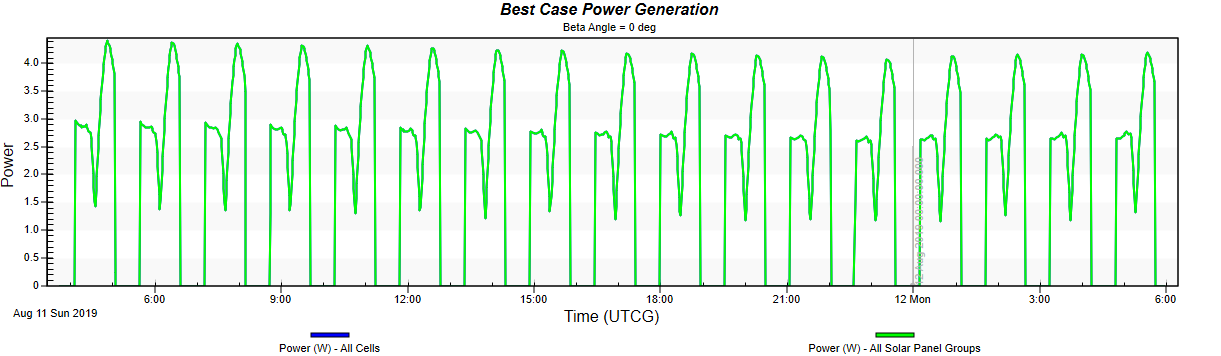 Best Case Power Generation
Beta Angle = 0 deg
Power
4.0
3.5
3.0
2.5
2.0
1.5
1.0
0.5
0
6:00 9:00 12:00 15:00 18:00 21:00 12 Mon 3:00 6:00
Aug 11 Sun 2019
Time (UTCG)
Power (W) - All Cells Power (W) - All Solar Panel Groups